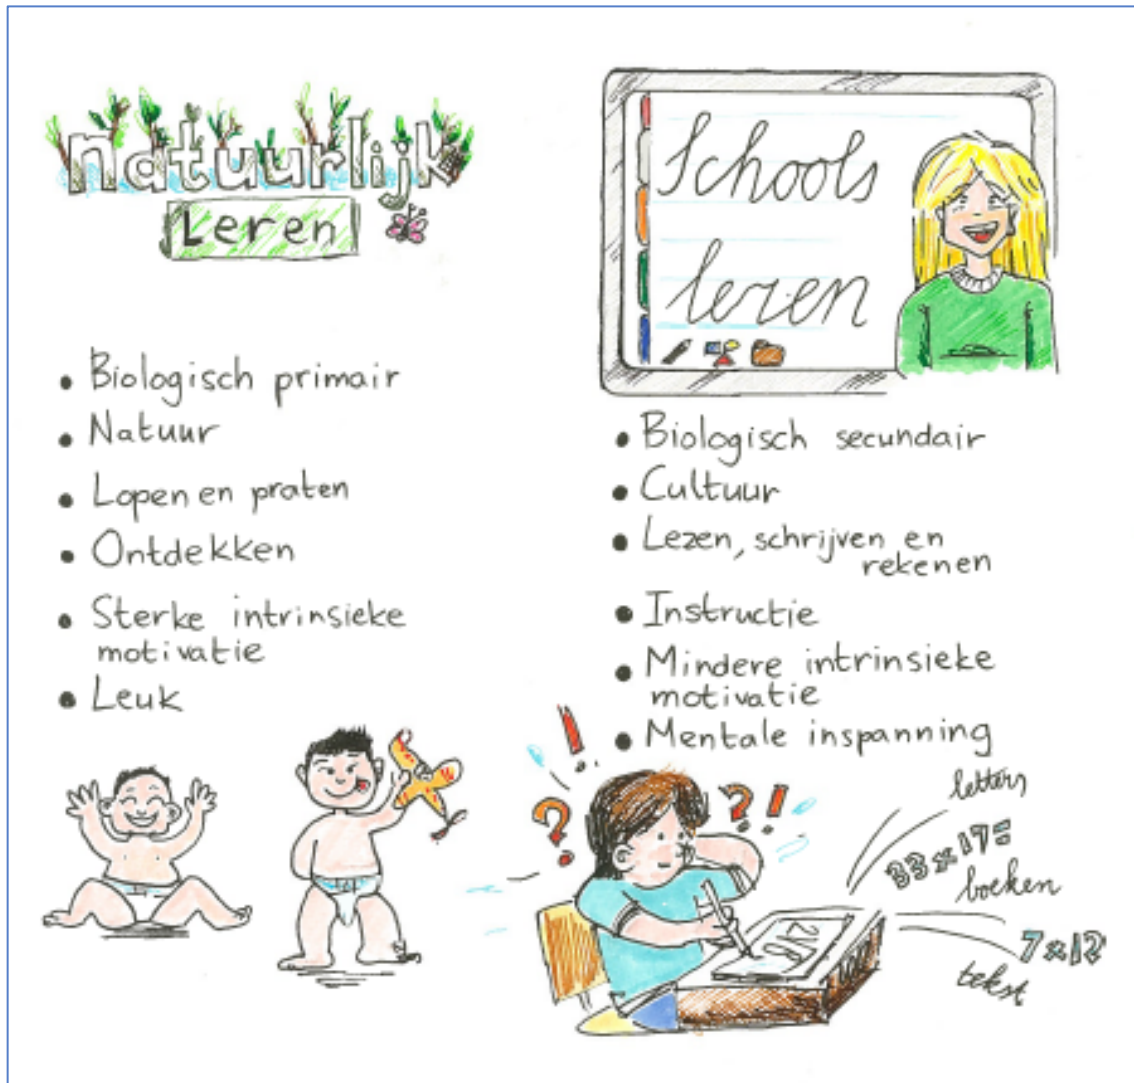 natuurlijk
Leren
• Biologisch primair
• Natuur
• Lopen en praten
• Ontdekken
• Sterke intrinsieke
motivatie
• Leuk
Schools
leren
• Biologisch secundair
• Cultuur
• Lezen, schrijven en
rekenen
• Instructie
• Mindere intrinsieke
motivatie
• Mentale inspanning
!
?
?!
letters
33x17=
boeken
7x12
tekst